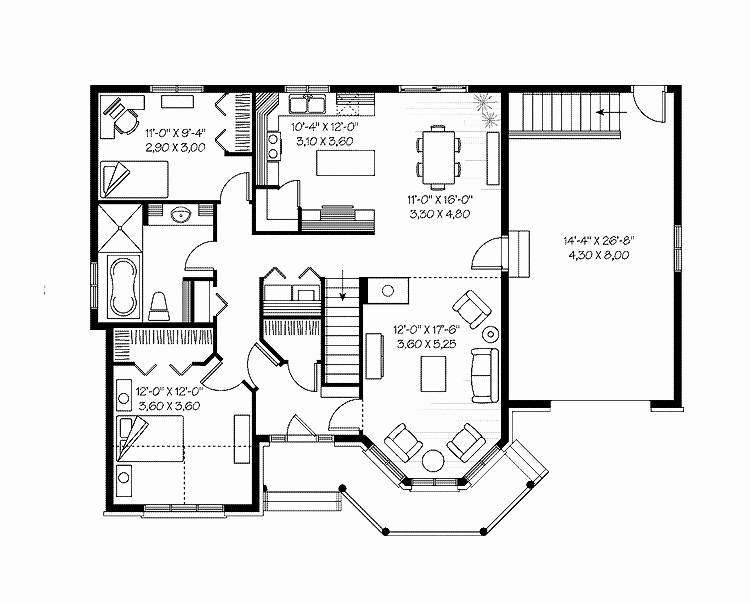 11'-0" X 9'-4"
2,90 X 3,00
10'-4" X 12'-0"
3,10 X 3,60
11'-0" X 16'-0"
3,30 X 4,80
14'-4" X 26'-8"
4,30 X 8,00
12'-0" X 17'-6"
3,60 X 5,25
12'-0" X 12'-0"
3,60 X 3,60